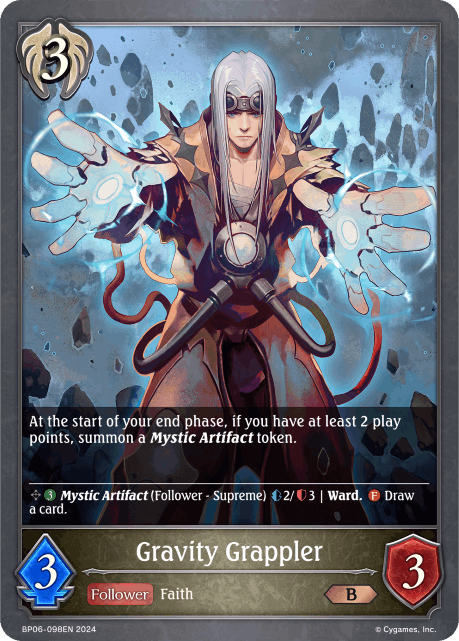 3
At the start of your end phase, if you have at least 2 play
points, summon a Mystic Artifact token.
3 Mystic Artifact (Follower - Supreme) 2/ 3 | Ward. F Draw
a card.
Gravity Grappler
3 Follower Faith B 3
BP06-098EN 2024 © Cygames, Inc.